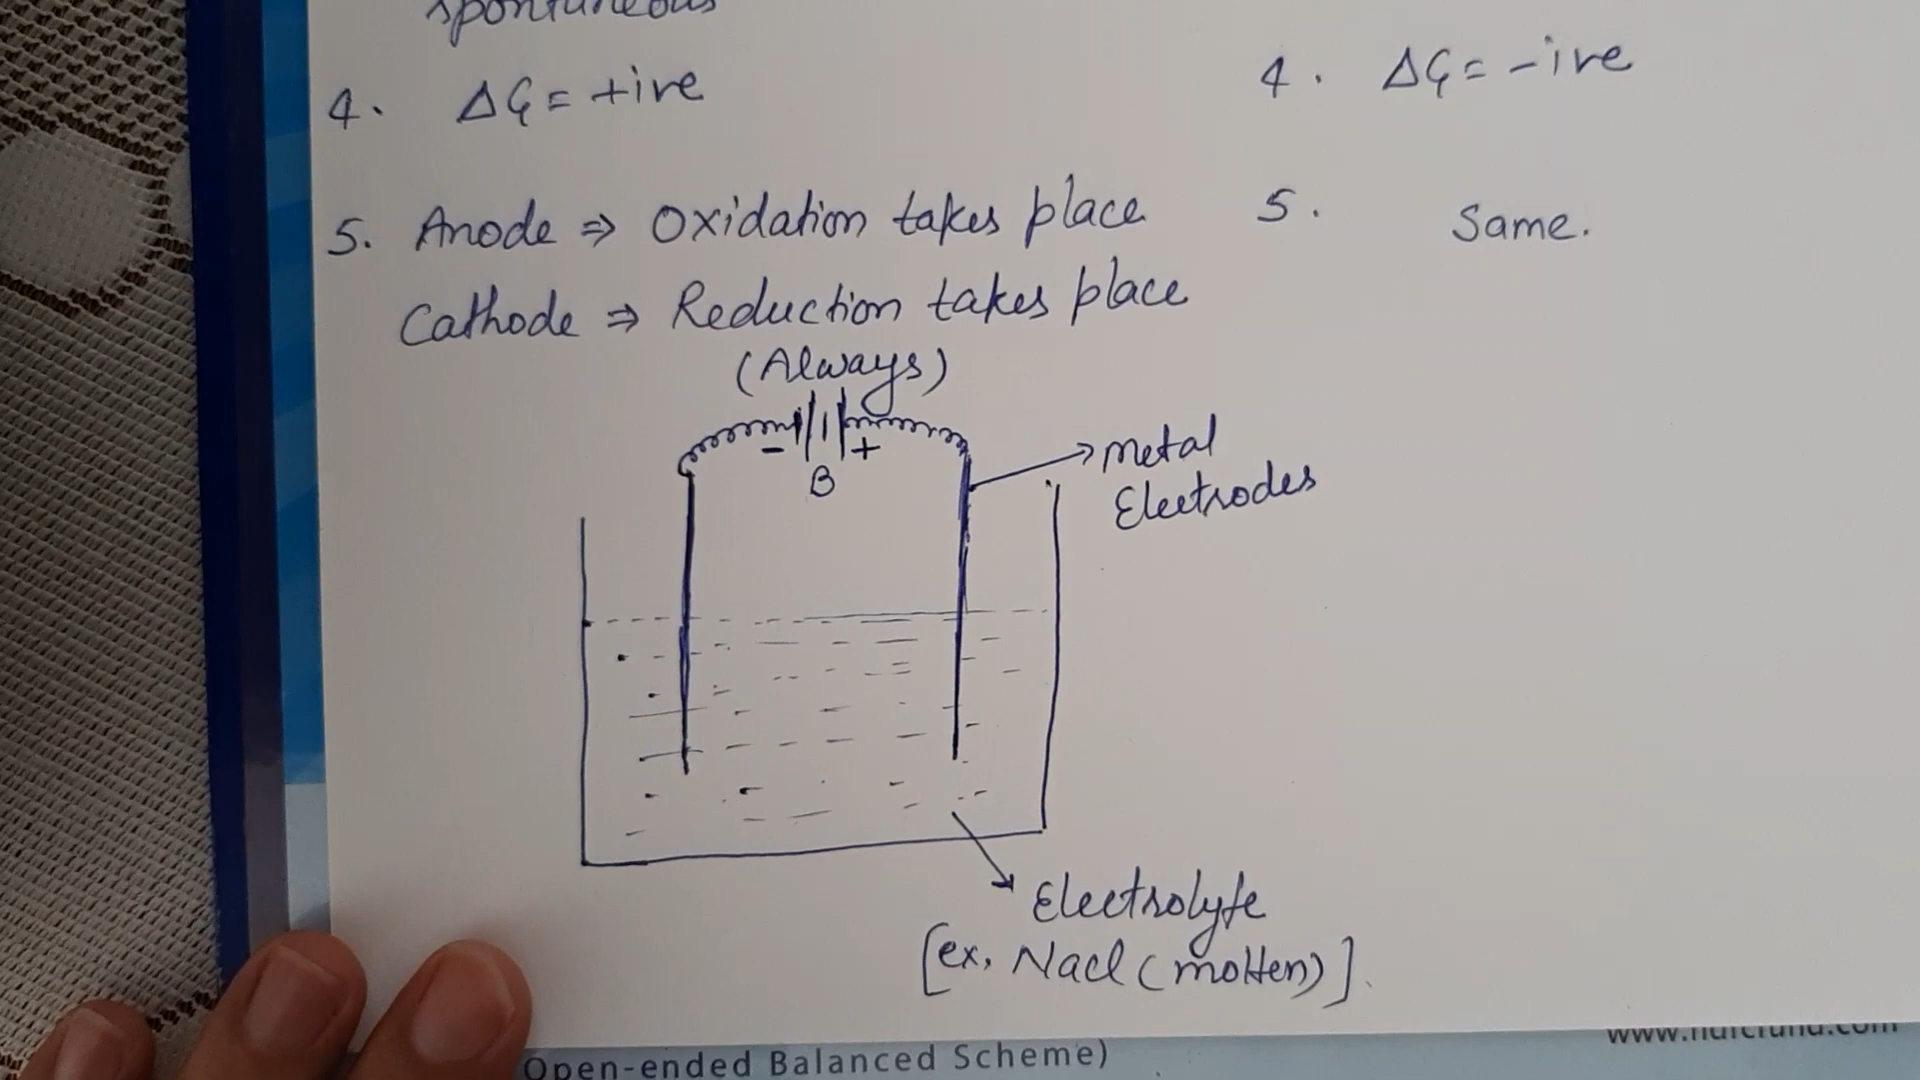 spontaneous
4. ΔG = +ive
4. ΔG = -ive
5. Anode ⇒ Oxidation takes place
5. Same.
Cathode ⇒ Reduction takes place
(Always)
- +
B
Metal
Electrodes
Electrolyte
[ex, Nacl (molten)]
Open-ended Balanced Scheme)